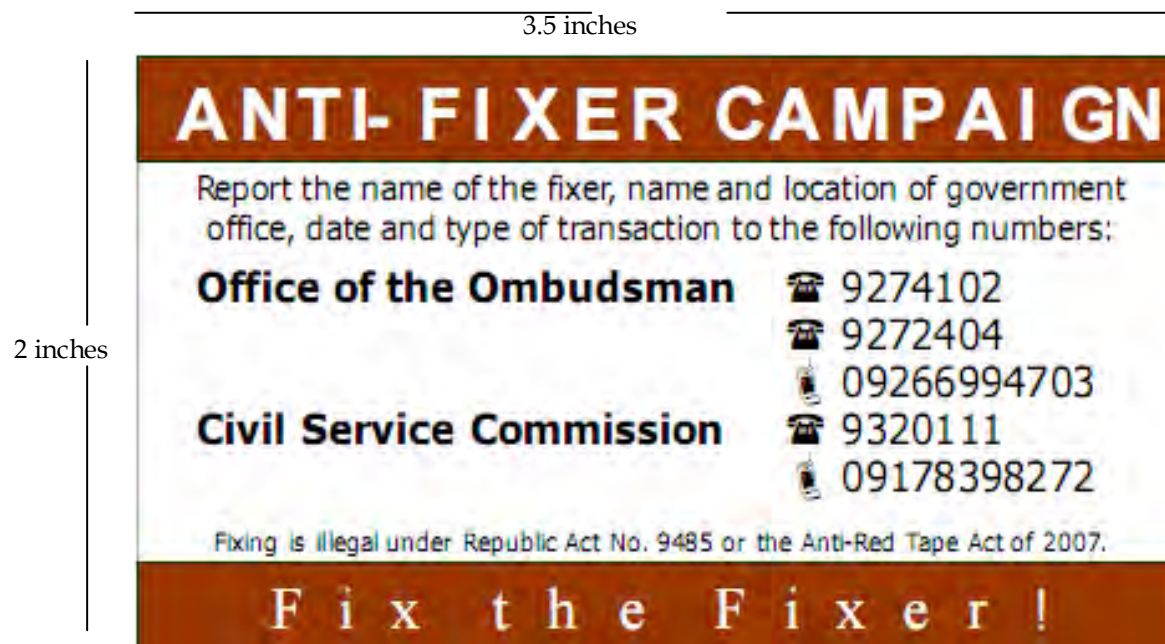 3.5 inches
ANTI-FIXER CAMPAIGN
Report the name of the fixer, name and location of government
office, date and type of transaction to the following numbers:
Office of the Ombudsman ☎ 9274102
☎ 9272404
09266994703
2 inches
Civil Service Commission ☎ 9320111
09178398272
Fixing is illegal under Republic Act No. 9485 or the Anti-Red Tape Act of 2007.
Fix the Fixer!